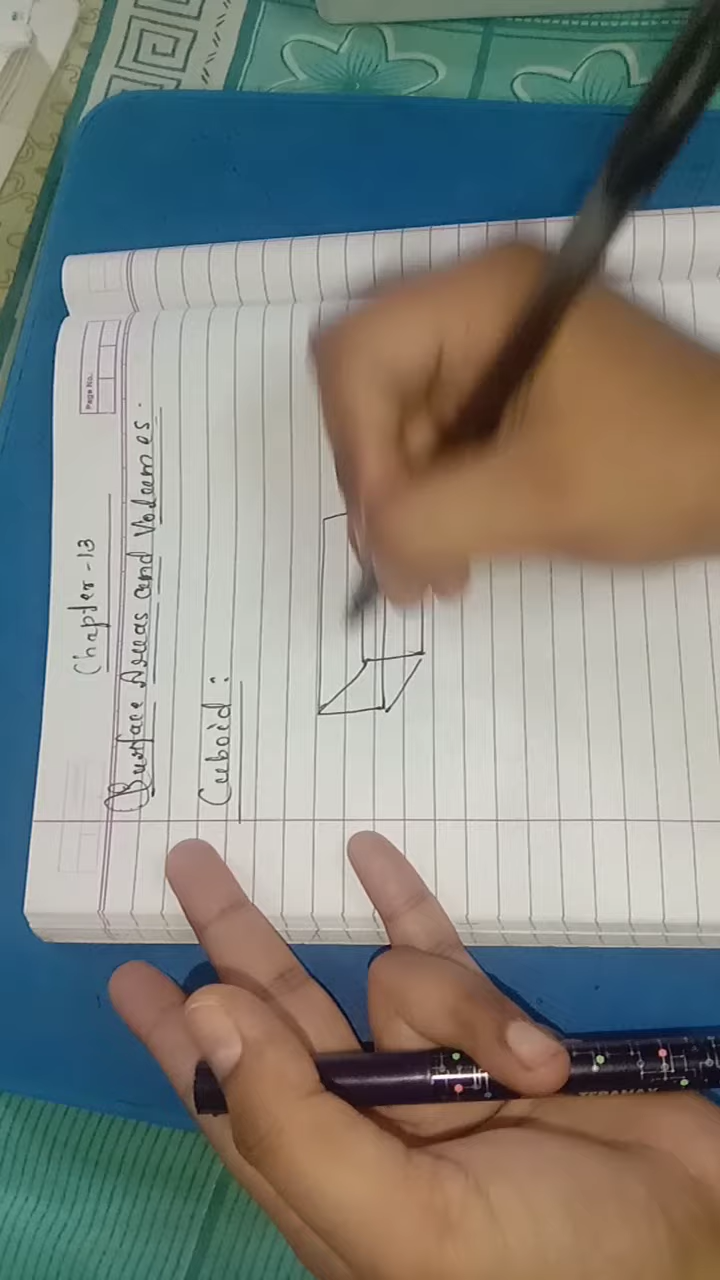 Page No.
Chapter - 13
Surface Areas and Volumes.
Cuboid :